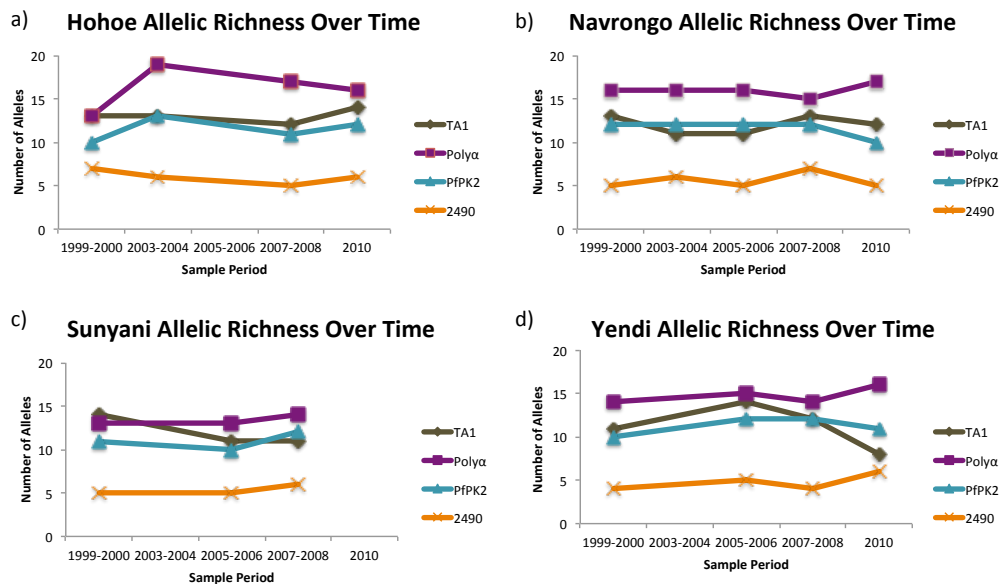 a) Hohoe Allelic Richness Over Time
Number of Alleles
20
15
10
5
0
1999-2000 2003-2004 2005-2006 2007-2008 2010
Sample Period
TA1
Polyα
PfPK2
2490
b) Navrongo Allelic Richness Over Time
Number of Alleles
20
15
10
5
0
1999-2000 2003-2004 2005-2006 2007-2008 2010
Sample Period
TA1
Polyα
PfPK2
2490
c) Sunyani Allelic Richness Over Time
Number of Alleles
20
15
10
5
0
1999-2000 2003-2004 2005-2006 2007-2008 2010
Sample Period
TA1
Polyα
PfPK2
2490
d) Yendi Allelic Richness Over Time
Number of Alleles
20
15
10
5
0
1999-2000 2003-2004 2005-2006 2007-2008 2010
Sample Period
TA1
Polyα
PfPK2
2490